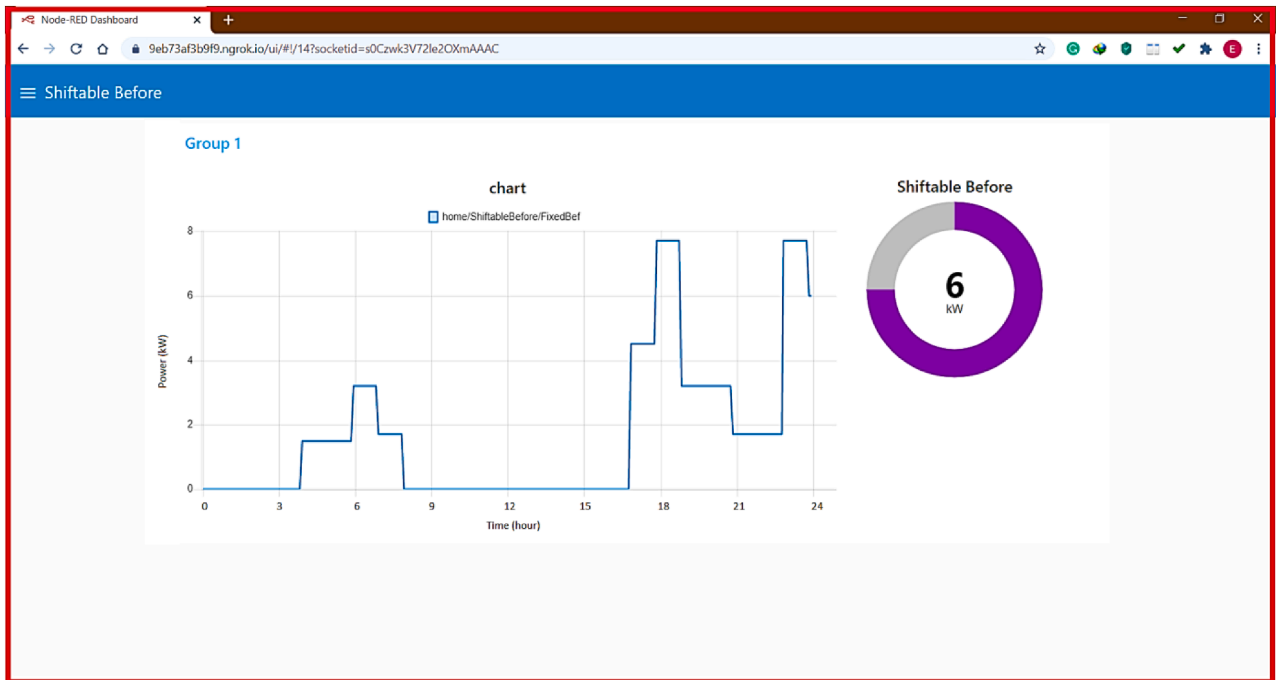 Node-RED Dashboard
9eb73af3b9f9.ngrok.io/ui/#!/14?socketid=s0Czwk3V72le2OXmAAAC
E
Shiftable Before
Group 1
chart
home/ShiftableBefore/FixedBef
Power (kW)
8
6
4
2
0
0 3 6 9 12 15 18 21 24
Time (hour)
Shiftable Before
6
kW